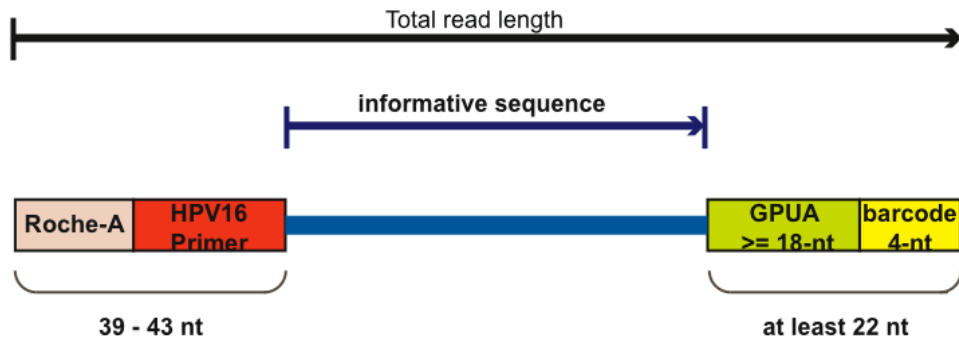 Total read length
informative sequence
Roche-A
HPV16
Primer
GPUA
>= 18-nt
barcode
4-nt
39 - 43 nt
at least 22 nt